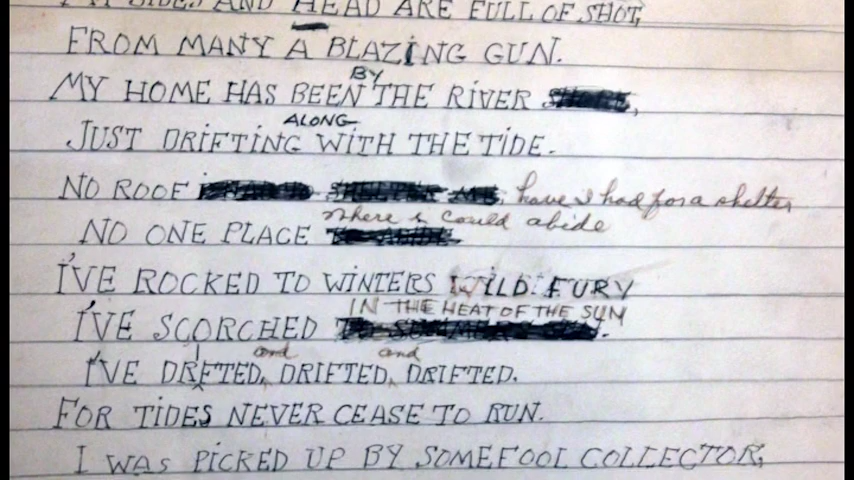 SIDES AND HEAD ARE FULL OF SHOT,
FROM MANY A BLAZING GUN.
BY
MY HOME HAS BEEN THE RIVER ,
ALONG
JUST DRIFTING WITH THE TIDE.
NO ROOF have I had for a shelter,
where is could abide
NO ONE PLACE
I'VE ROCKED TO WINTERS WILD FURY
IN THE HEAT OF THE SUN
I'VE SCORCHED .
and and
I'VE DRIFTED, DRIFTED, DRIFTED.
FOR TIDES NEVER CEASE TO RUN.
I WAS PICKED UP BY SOMEFOOL COLLECTOR,